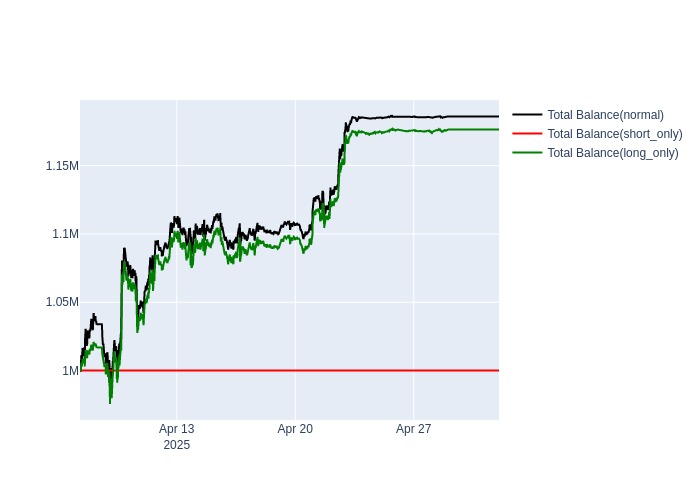 Total Balance(normal)
Total Balance(short_only)
Total Balance(long_only)
1.15M
1.1M
1.05M
1M
Apr 13
2025
Apr 20
Apr 27